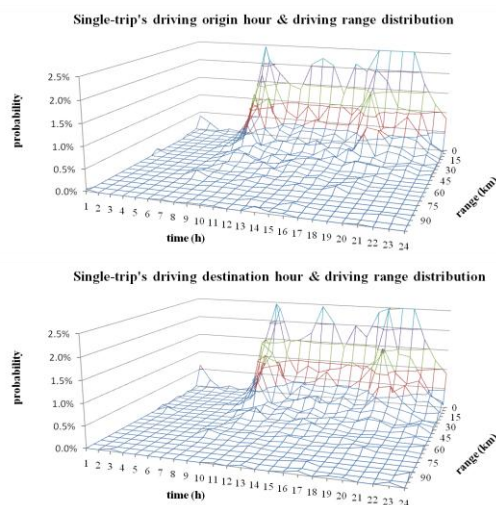 Single-trip's driving origin hour & driving range distribution
probability
2.5%
2.0%
1.5%
1.0%
0.5%
0.0%
1 2 3 4 5 6 7 8 9 10 11 12 13 14 15 16 17 18 19 20 21 22 23 24
time (h)
0
15
30
45
60
75
90
range (km)
Single-trip's driving destination hour & driving range distribution
probability
2.5%
2.0%
1.5%
1.0%
0.5%
0.0%
1 2 3 4 5 6 7 8 9 10 11 12 13 14 15 16 17 18 19 20 21 22 23 24
time (h)
0
15
30
45
60
75
90
range (km)